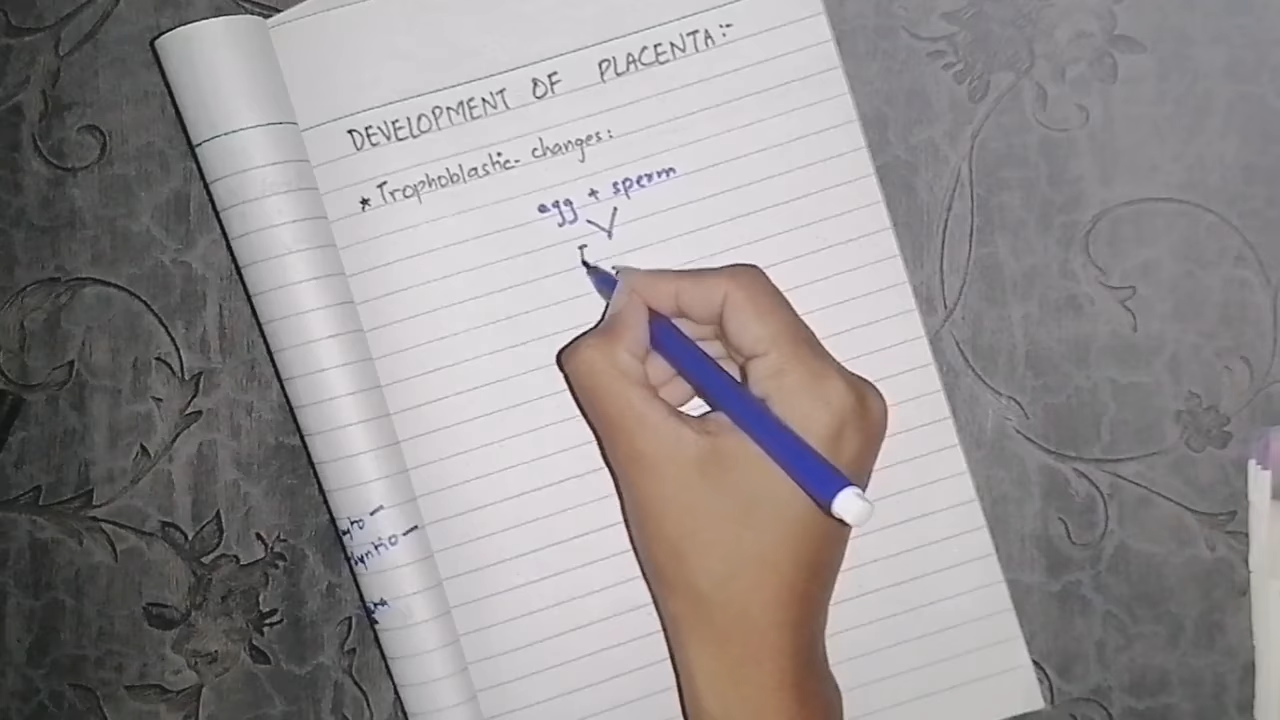 DEVELOPMENT OF PLACENTA:-
* Trophoblastic- changes:
egg + sperm